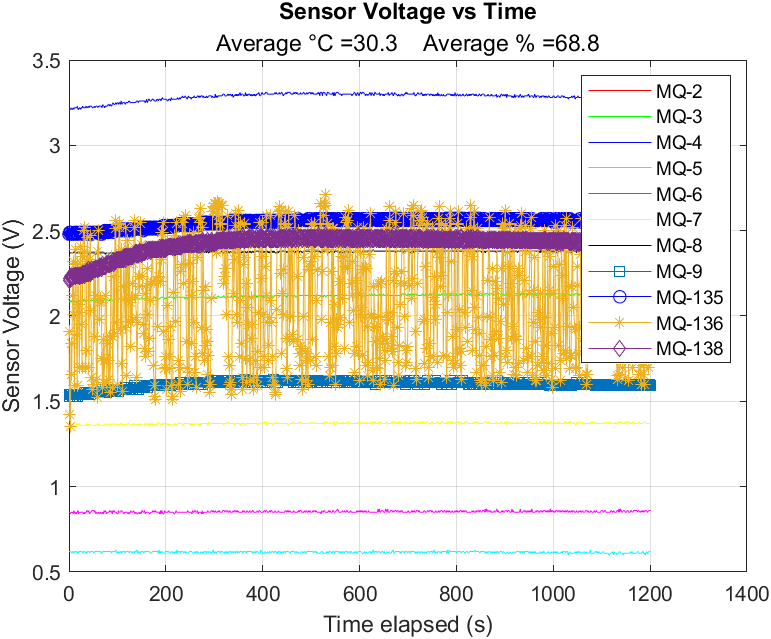 Sensor Voltage vs Time
Average °C =30.3 Average % =68.8
3.5
3
2.5
2
1.5
1
0.5
Sensor Voltage (V)
MQ-2
MQ-3
MQ-4
MQ-5
MQ-6
MQ-7
MQ-8
MQ-9
MQ-135
MQ-136
MQ-138
0 200 400 600 800 1000 1200 1400
Time elapsed (s)